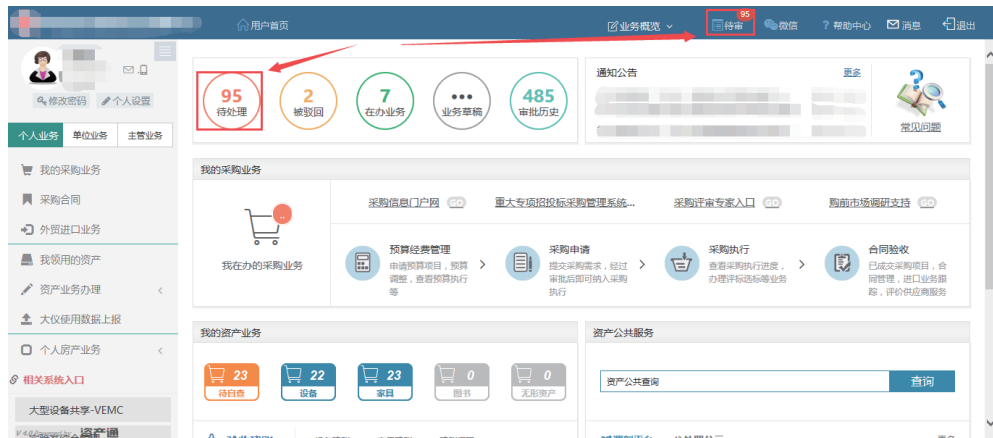 用户首页
业务概览
待审
95
微信
? 帮助中心
消息
退出
修改密码
个人设置
个人业务
单位业务
主管业务
我的采购业务
采购合同
外贸进口业务
我领用的资产
资产业务办理
大仪使用数据上报
个人房产业务
相关系统入口
大型设备共享-VEMC
V 4.0 Powered by 资产通
95
待处理
2
被驳回
7
在办业务
•••
业务草稿
485
审批历史
通知公告
更多
常见问题
我的采购业务
我在办的采购业务
采购信息门户网 GO
重大专项招投标采购管理系统...
采购评审专家入口 GO
购前市场调研支持 GO
预算经费管理
申请预算项目，预算
调整，查看预算执行
等
采购申请
提交采购需求，经过
审批后即可纳入采购
执行
采购执行
查看采购执行进度，
办理评标选标等业务
合同验收
已成交采购项目，合
同管理，进口业务跟
踪，评价供应商服务
我的资产业务
23
待自查
22
设备
23
家具
0
图书
0
无形资产
资产公共服务
资产公共查询
查询